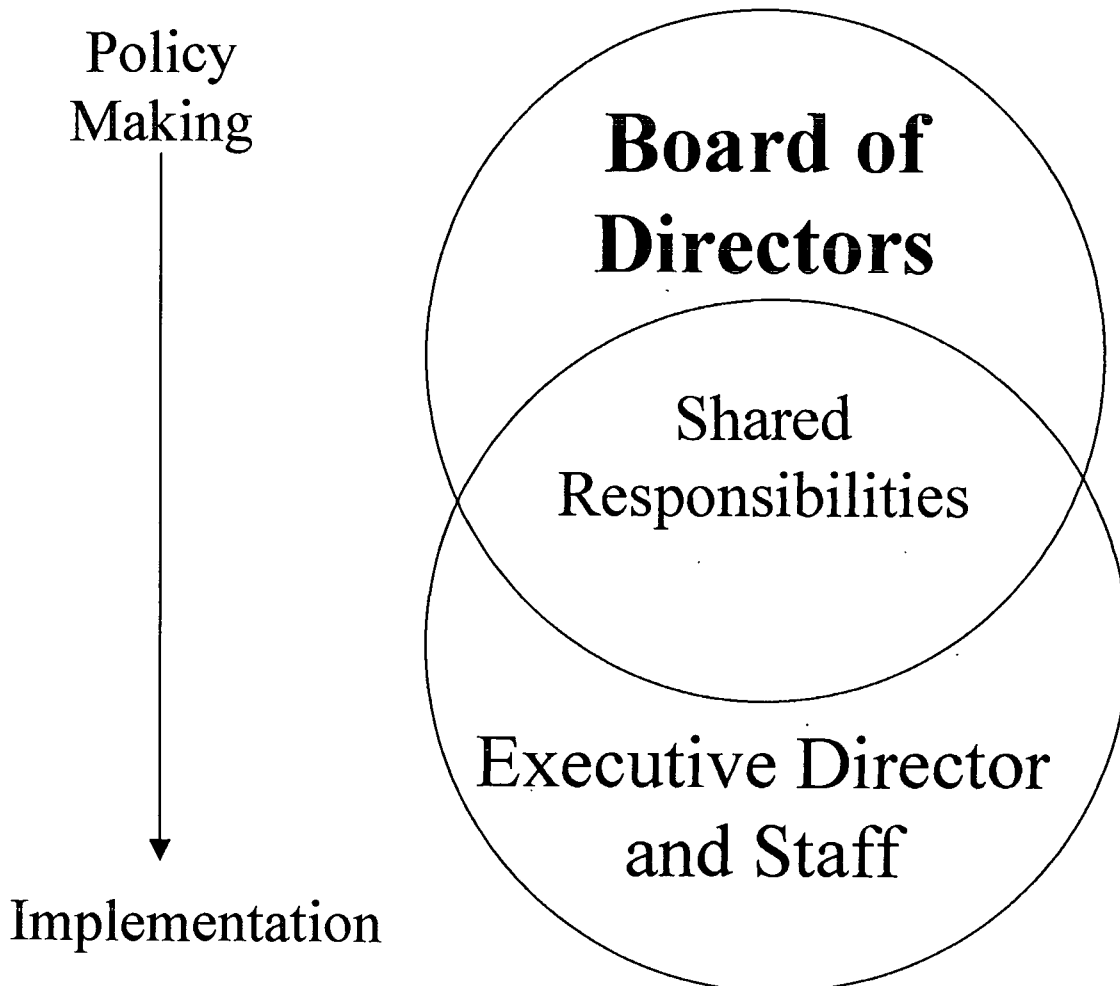 Policy
Making
Board of
Directors
Shared
Responsibilities
Executive Director
and Staff
Implementation